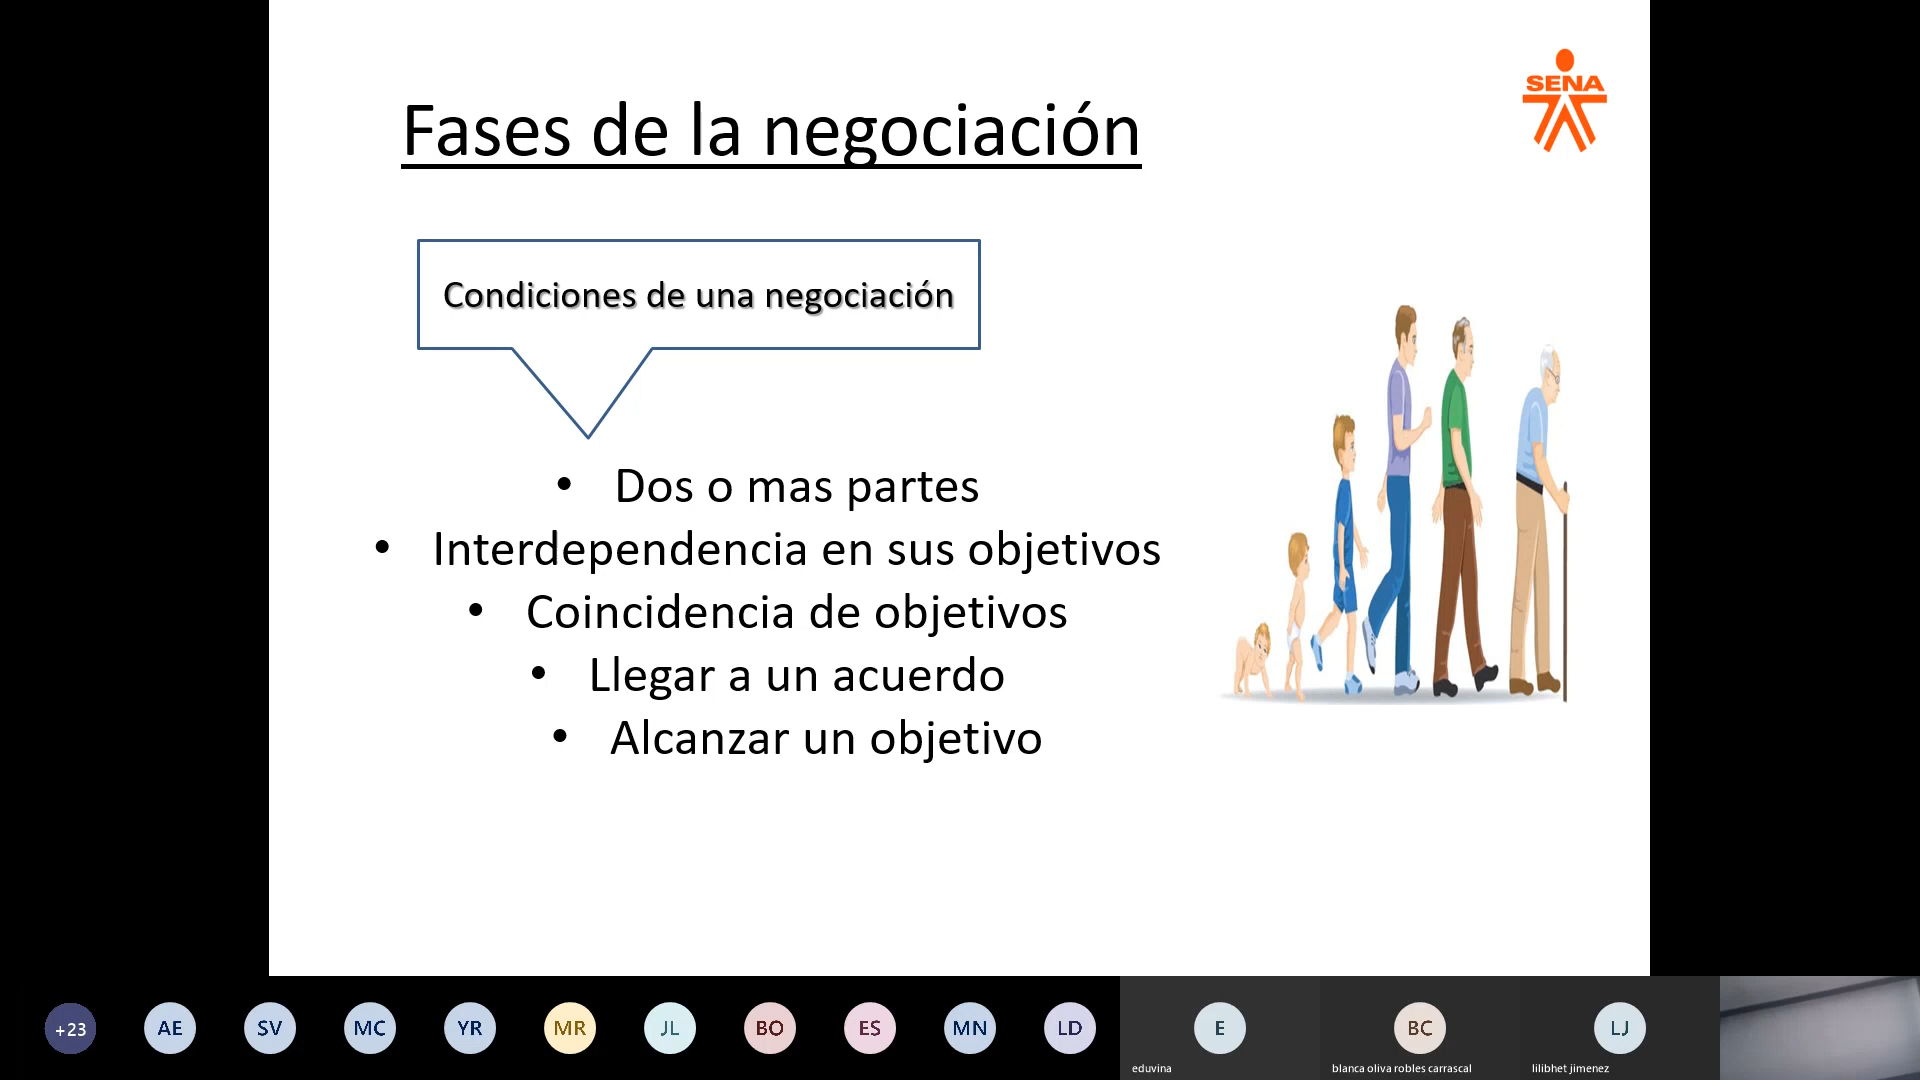 SENA
Fases de la negociación
Condiciones de una negociación
• Dos o mas partes
• Interdependencia en sus objetivos
• Coincidencia de objetivos
• Llegar a un acuerdo
• Alcanzar un objetivo
+23 AE SV MC YR MR JL BO ES MN LD E BC LJ
eduvina blanca oliva robles carrascal lilibhet jimenez